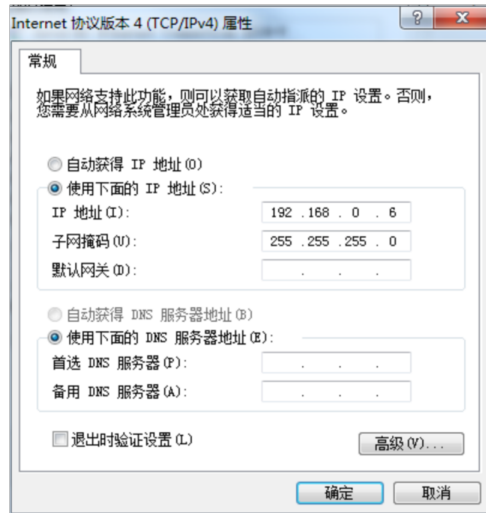 Internet 协议版本 4 (TCP/IPv4) 属性
常规
如果网络支持此功能，则可以获取自动指派的 IP 设置。否则，
您需要从网络系统管理员处获得适当的 IP 设置。
自动获得 IP 地址(O)
使用下面的 IP 地址(S):
IP 地址(I): 192 .168 . 0 . 6
子网掩码(U): 255 .255 .255 . 0
默认网关(D): . . .
自动获得 DNS 服务器地址(B)
使用下面的 DNS 服务器地址(E):
首选 DNS 服务器(P): . . .
备用 DNS 服务器(A): . . .
退出时验证设置(L)
高级(V)...
确定 取消